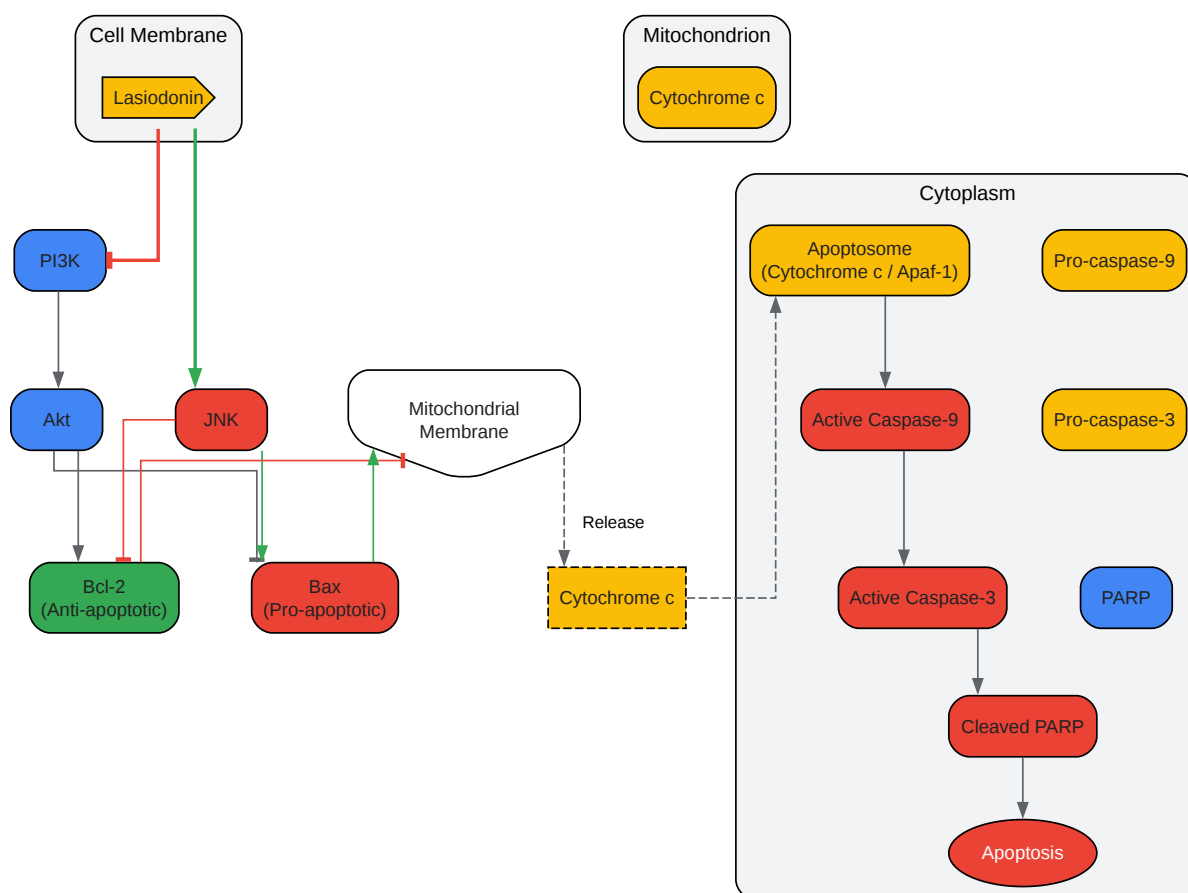 Cell Membrane
Lasiodonin
Mitochondrion
Cytochrome c
Cytoplasm
PI3K
Apoptosome
(Cytochrome c / Apaf-1)
Pro-caspase-9
Akt
JNK
Mitochondrial
Membrane
Active Caspase-9
Pro-caspase-3
Release
Bcl-2
(Anti-apoptotic)
Bax
(Pro-apoptotic)
Cytochrome c
Active Caspase-3
PARP
Cleaved PARP
Apoptosis